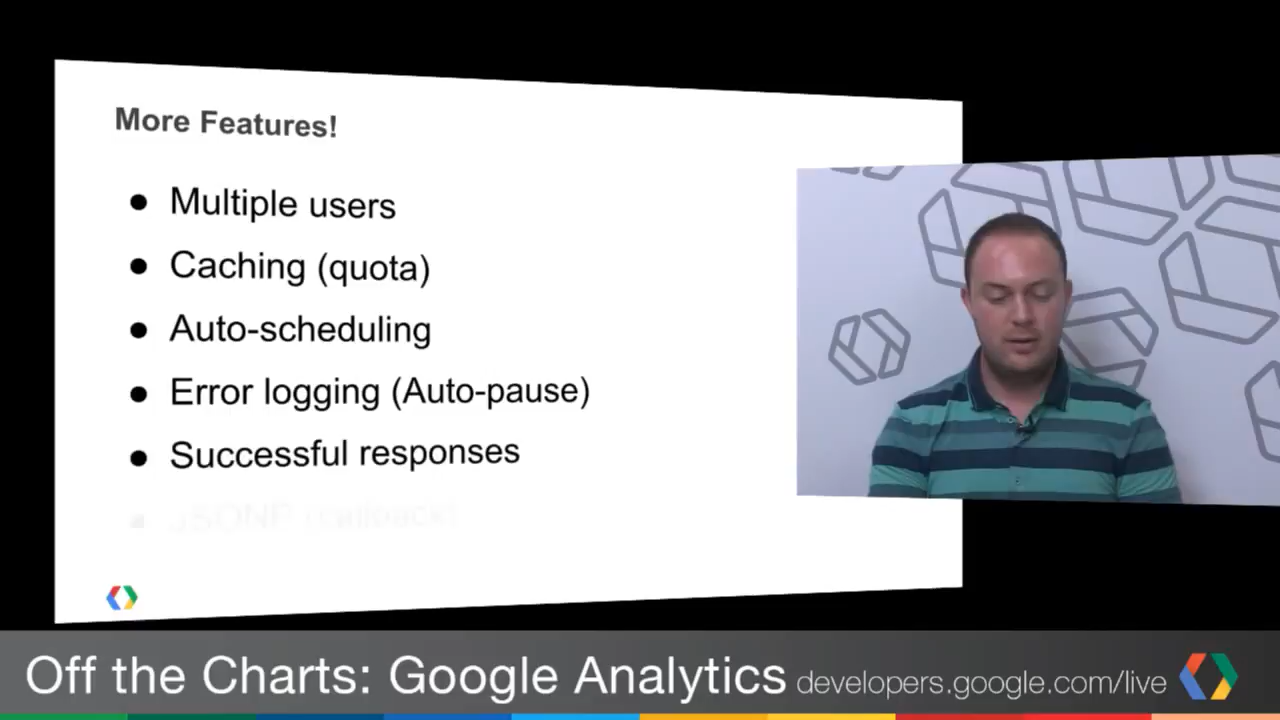 More Features!
● Multiple users
● Caching (quota)
● Auto-scheduling
● Error logging (Auto-pause)
● Successful responses
JSONP (callback)
Off the Charts: Google Analytics developers.google.com/live